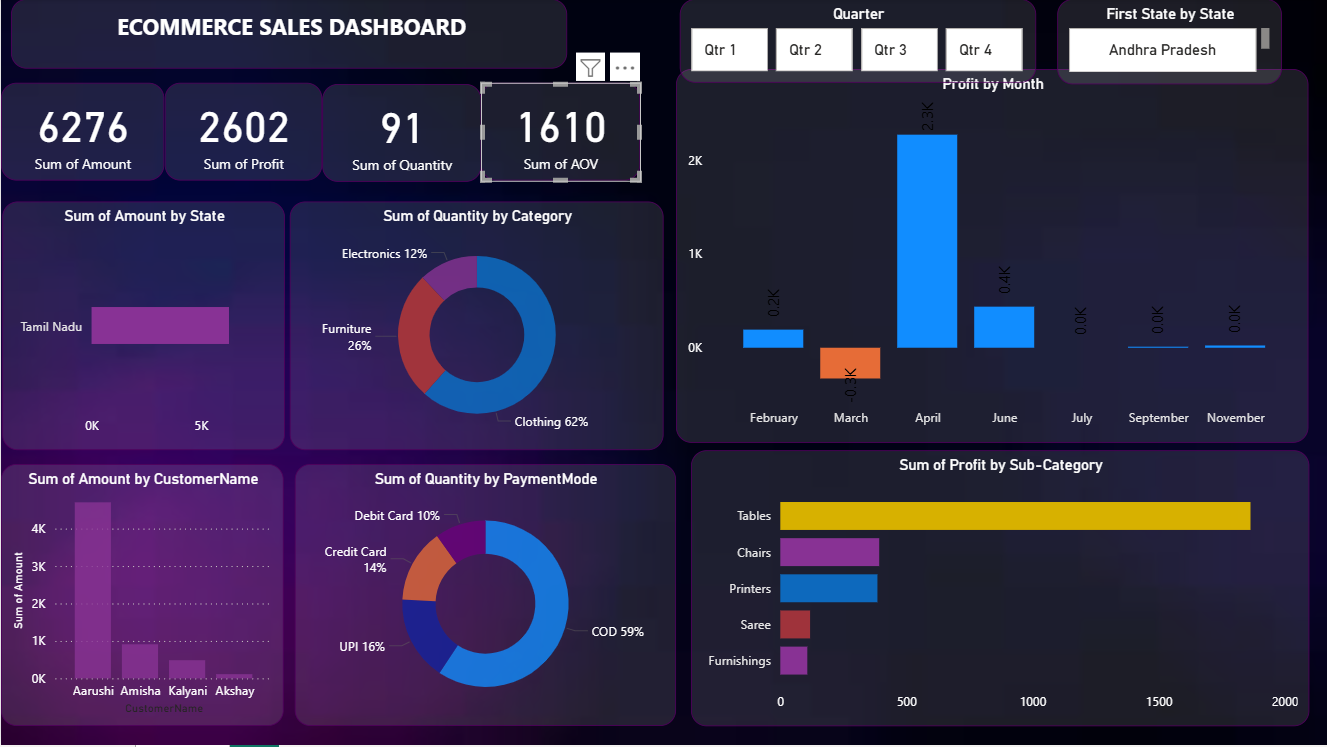 ECOMMERCE SALES DASHBOARD
Quarter
Qtr 1
Qtr 2
Qtr 3
Qtr 4
First State by State
Andhra Pradesh
6276
Sum of Amount
2602
Sum of Profit
91
Sum of Quantity
1610
Sum of AOV
Profit by Month
2K
1K
0K
0.2K
-0.3K
2.3K
0.4K
0.0K
0.0K
0.0K
February
March
April
June
July
September
November
Sum of Amount by State
Tamil Nadu
0K
5K
Sum of Quantity by Category
Electronics 12%
Furniture
26%
Clothing 62%
Sum of Amount by CustomerName
Sum of Amount
4K
3K
2K
1K
0K
Aarushi
Amisha
Kalyani
Akshay
CustomerName
Sum of Quantity by PaymentMode
Debit Card 10%
Credit Card
14%
UPI 16%
COD 59%
Sum of Profit by Sub-Category
Tables
Chairs
Printers
Saree
Furnishings
0
500
1000
1500
2000